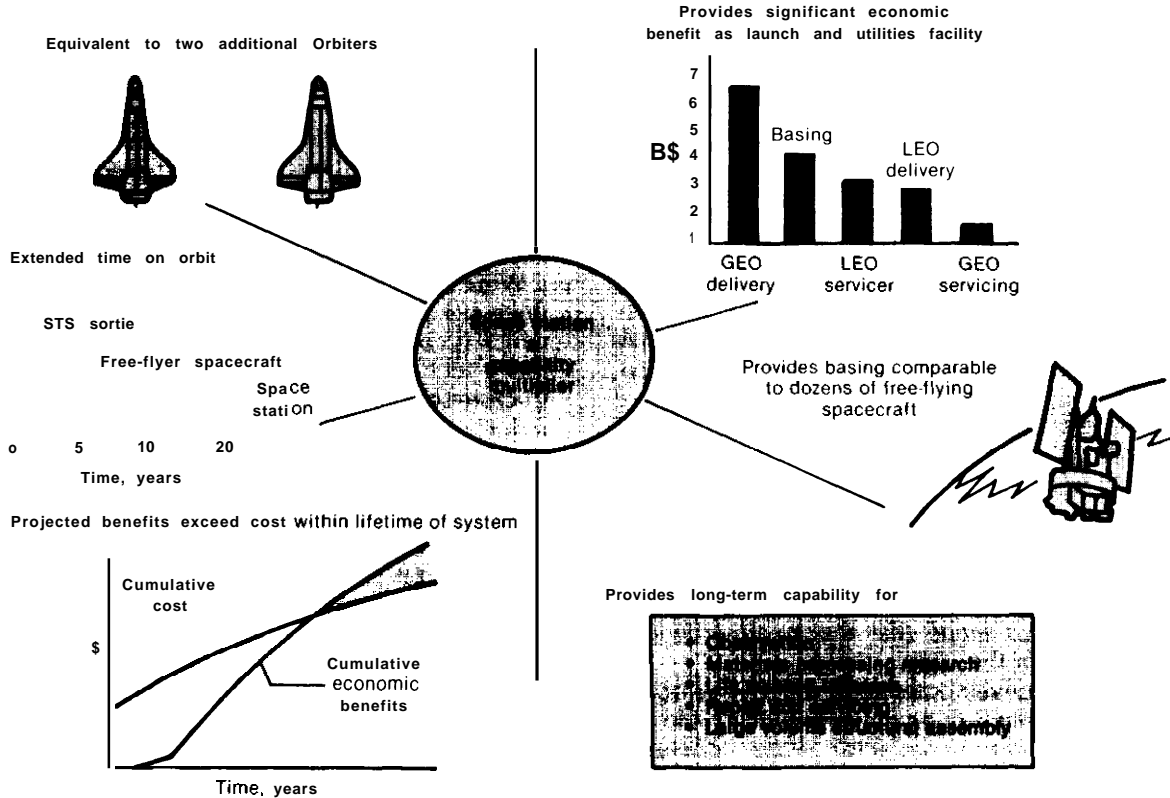 Equivalent to two additional Orbiters
Provides significant economic
benefit as launch and utilities facility
7
6
5
B$ 4
3
2
1
Basing
LEO
delivery
GEO
delivery
LEO
servicer
GEO
servicing
Extended time on orbit
STS sortie
Free-flyer spacecraft
Space
station
o 5 10 20
Time, years
station
Provides basing comparable
to dozens of free-flying
spacecraft
Projected benefits exceed cost within lifetime of system
Cumulative
cost
$
Cumulative
economic
benefits
Time, years
Provides long-term capability for
research
assembly